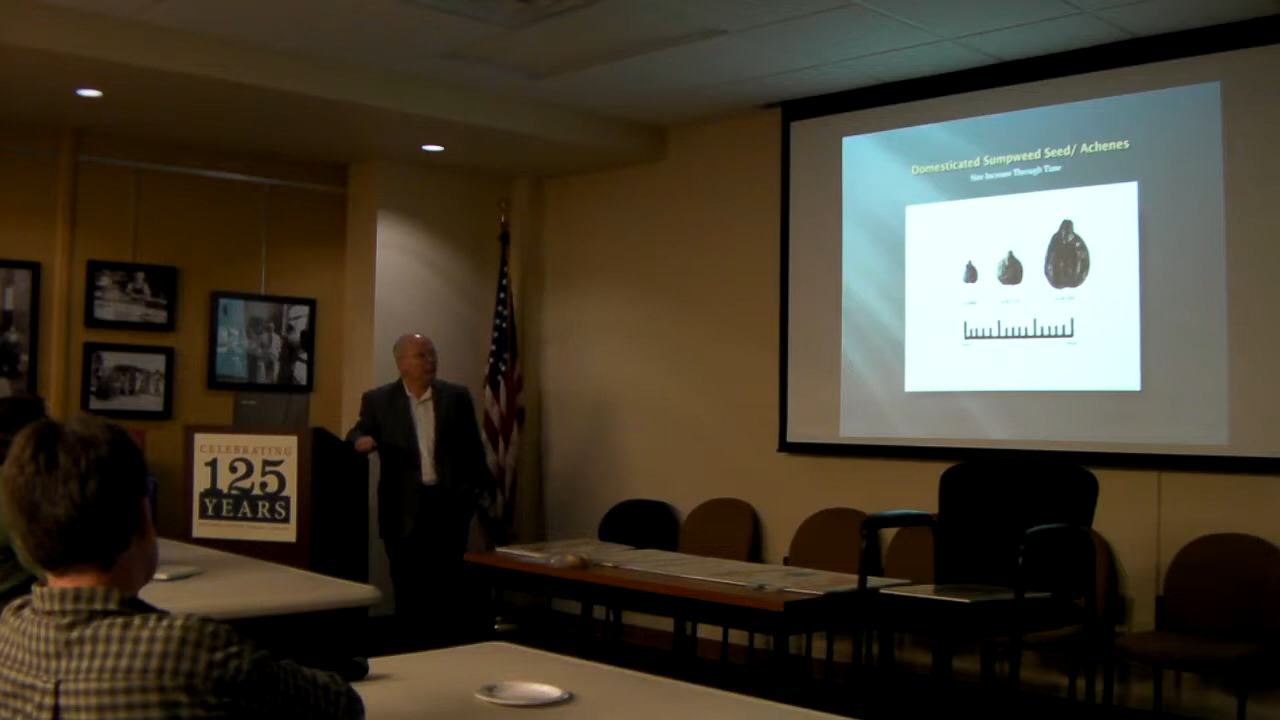 Domesticated Sumpweed Seed/ Achenes
Size Increase Through Time
CELEBRATING
125
YEARS